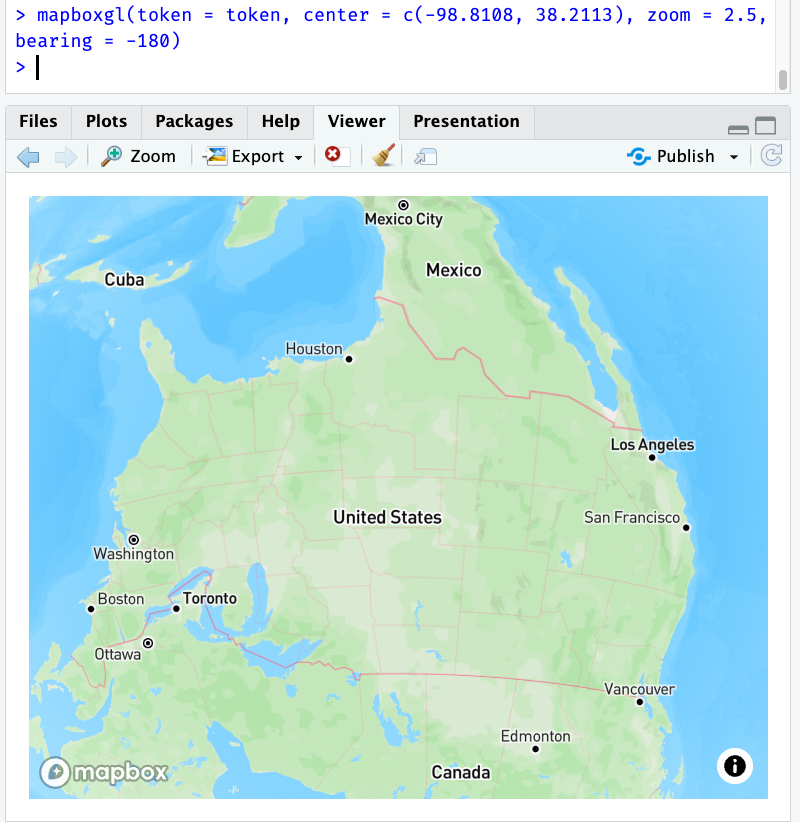 > mapboxgl(token = token, center = c(-98.8108, 38.2113), zoom = 2.5,
bearing = -180)
>
Files Plots Packages Help Viewer Presentation
Zoom Export Publish
Mexico City
Mexico
Cuba
Houston
Los Angeles
United States
San Francisco
Washington
Boston
Toronto
Ottawa
Vancouver
Edmonton
Canada
mapbox